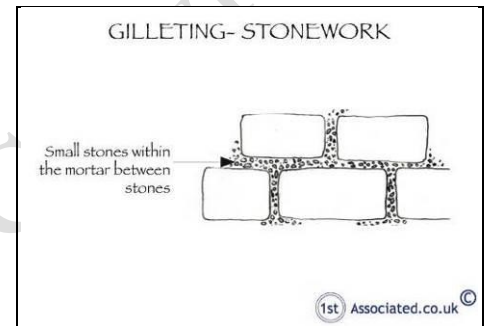 GILLETING- STONEWORK
Small stones within
the mortar between
stones
1st Associated.co.uk ©